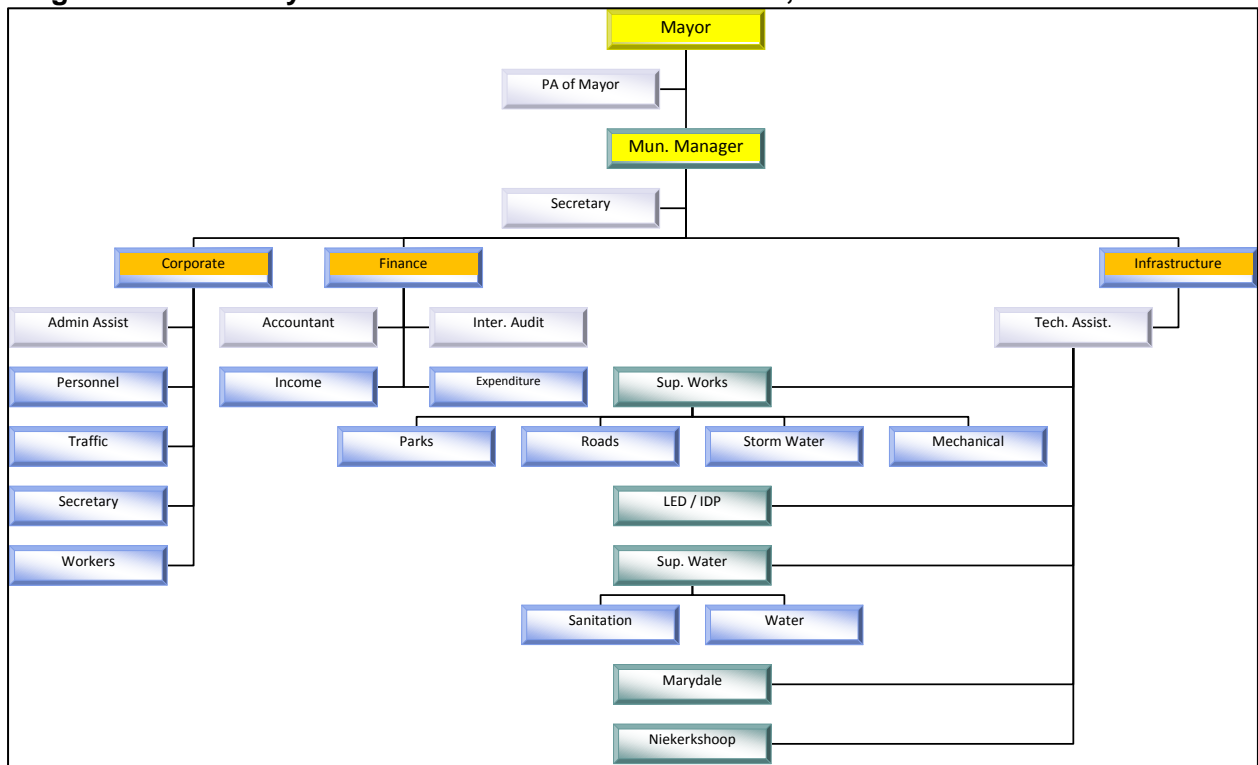 Mayor
PA of Mayor
Mun. Manager
Secretary
Corporate
Finance
Infrastructure
Admin Assist
Accountant
Inter. Audit
Tech. Assist.
Personnel
Income
Expenditure
Sup. Works
Traffic
Parks
Roads
Storm Water
Mechanical
Secretary
LED / IDP
Workers
Sup. Water
Sanitation
Water
Marydale
Niekerkshoop